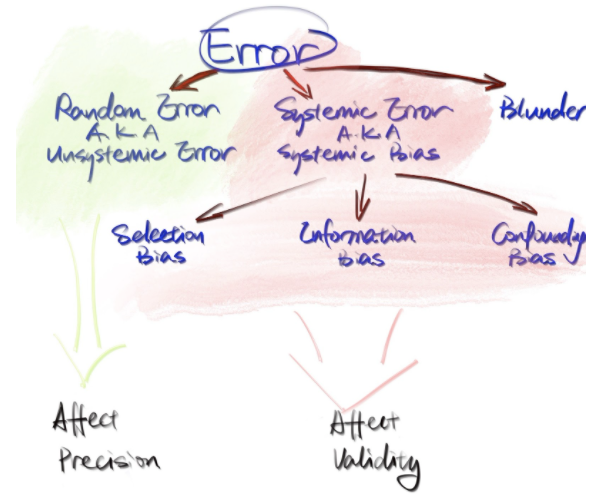 Error
Random Error
A.K.A
Unsystemic Error
Systemic Error
A.K.A
Systemic Bias
Blunder
Selection
Bias
Information
Bias
Confounding
Bias
Affect
Precision
Affect
Validity